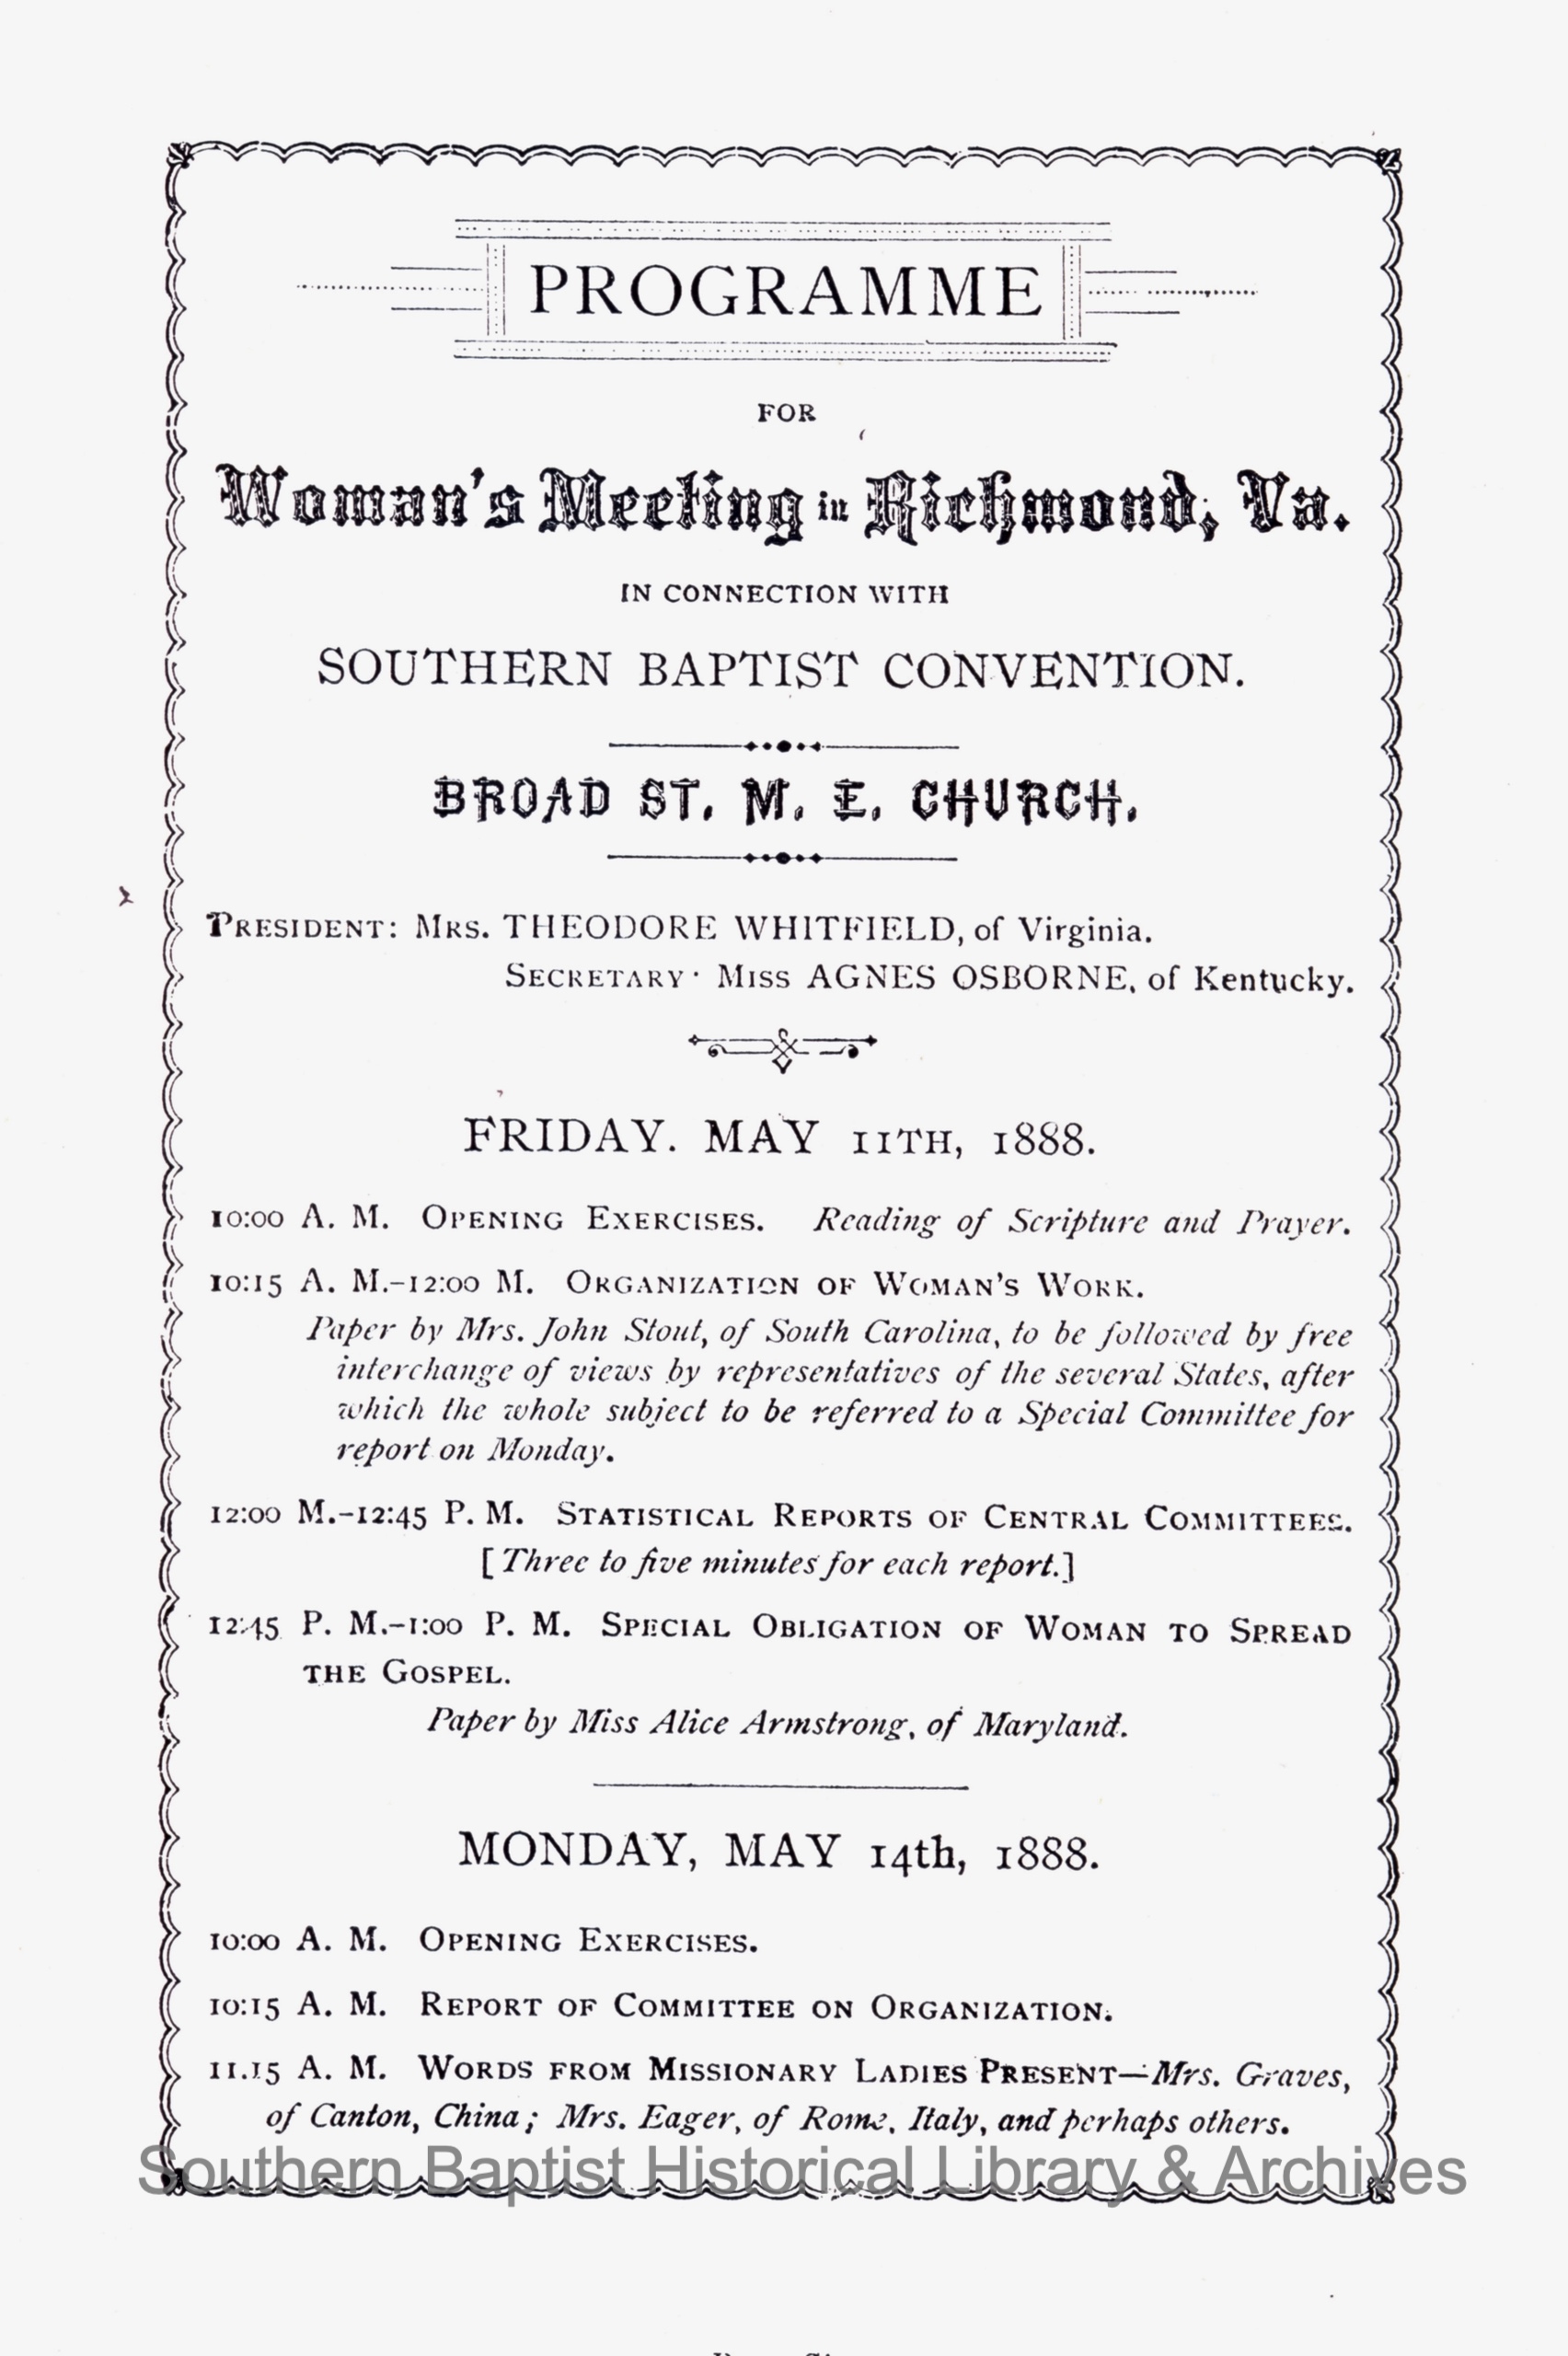 PROGRAMME
FOR
Woman's Meeting in Richmond, Va.
IN CONNECTION WITH
SOUTHERN BAPTIST CONVENTION.
BROAD ST. M. E. CHURCH.
PRESIDENT: MRS. THEODORE WHITFIELD, of Virginia.
SECRETARY: MISS AGNES OSBORNE, of Kentucky.
FRIDAY. MAY 11TH, 1888.
10:00 A. M. OPENING EXERCISES. Reading of Scripture and Prayer.
10:15 A. M.-12:00 M. ORGANIZATION OF WOMAN'S WORK.
Paper by Mrs. John Stout, of South Carolina, to be followed by free
interchange of views by representatives of the several States, after
which the whole subject to be referred to a Special Committee for
report on Monday.
12:00 M.-12:45 P. M. STATISTICAL REPORTS OF CENTRAL COMMITTEES.
[Three to five minutes for each report.]
12:45 P. M.-1:00 P. M. SPECIAL OBLIGATION OF WOMAN TO SPREAD
THE GOSPEL.
Paper by Miss Alice Armstrong, of Maryland.
MONDAY, MAY 14th, 1888.
10:00 A. M. OPENING EXERCISES.
10:15 A. M. REPORT OF COMMITTEE ON ORGANIZATION.
11.15 A. M. WORDS FROM MISSIONARY LADIES PRESENT—Mrs. Graves,
of Canton, China; Mrs. Eager, of Rome, Italy, and perhaps others.
Southern Baptist Historical Library & Archives